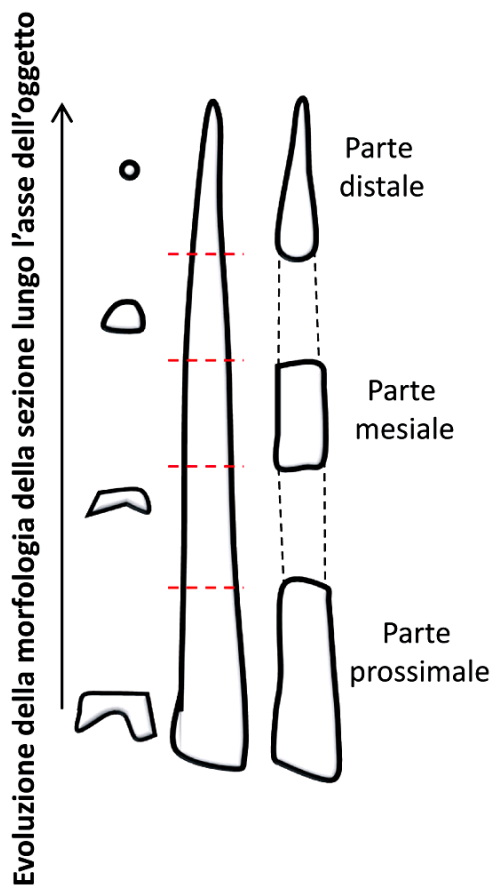 Evoluzione della morfologia della sezione lungo l'asse dell'oggetto
Parte
distale
Parte
mesiale
Parte
prossimale